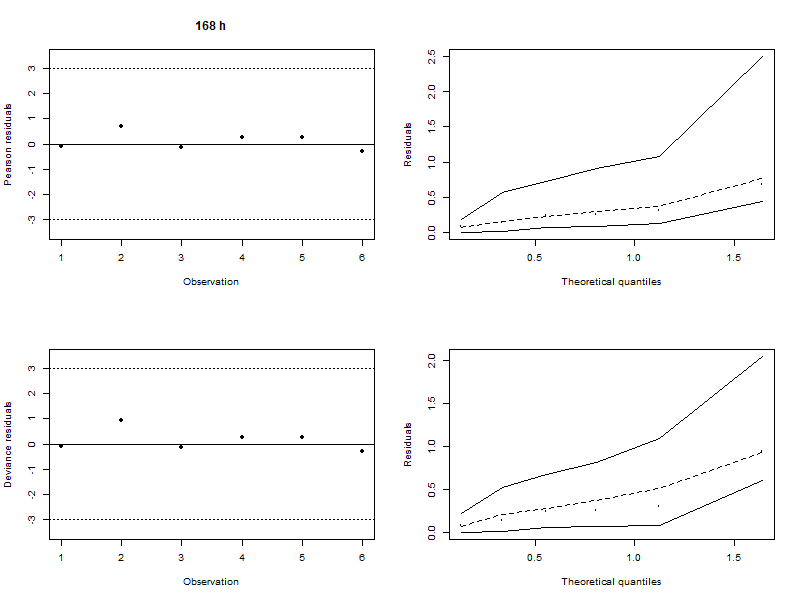 168 h
Pearson residuals
3
2
1
0
-1
-2
-3
1 2 3 4 5 6
Observation
Residuals
2.5
2.0
1.5
1.0
0.5
0.0
0.5 1.0 1.5
Theoretical quantiles
Deviance residuals
3
2
1
0
-1
-2
-3
1 2 3 4 5 6
Observation
Residuals
2.0
1.5
1.0
0.5
0.0
0.5 1.0 1.5
Theoretical quantiles